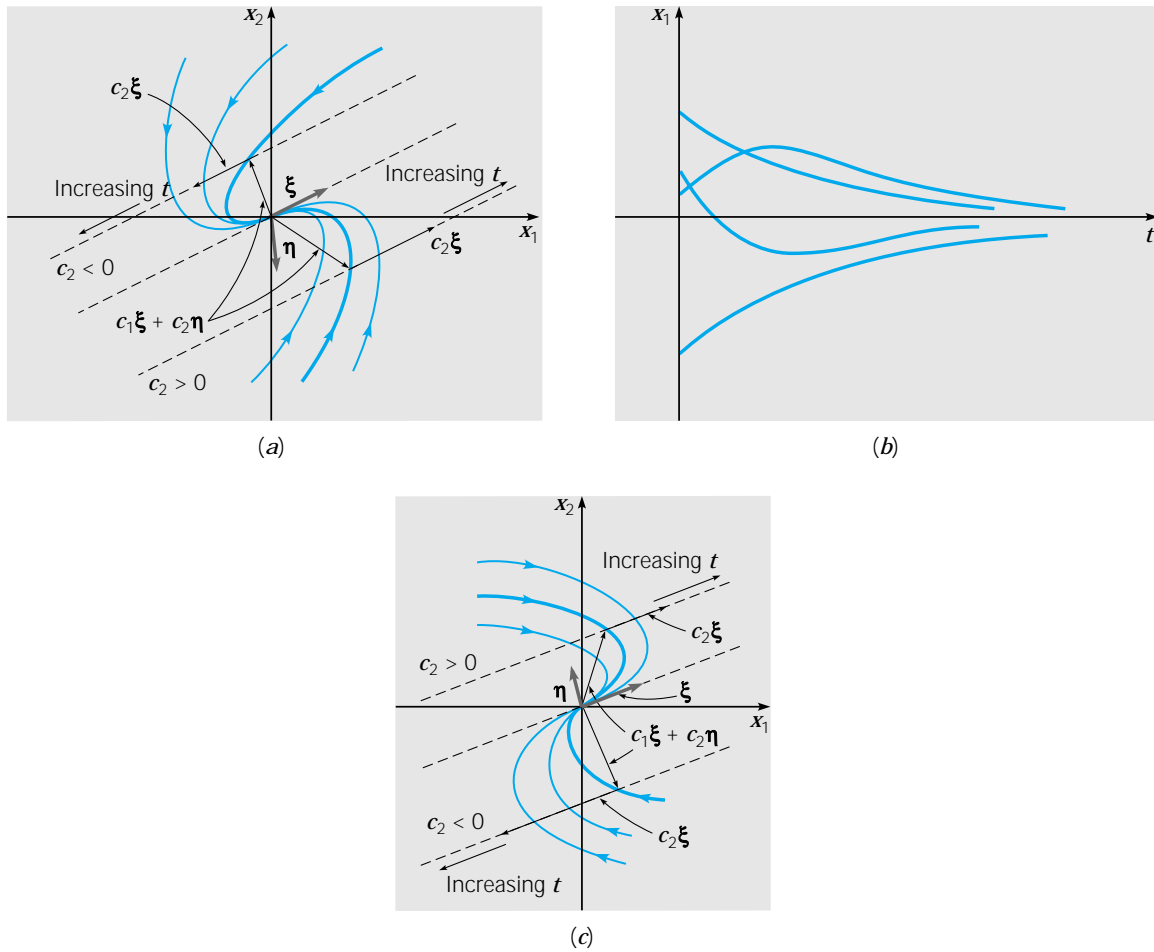 x₂
c₂ξ
Increasing t
Increasing t
ξ
x₁
c₂ξ
η
c₂ < 0
c₁ξ + c₂η
c₂ > 0
(a)
x₁
t
(b)
x₂
Increasing t
c₂ξ
c₂ > 0
η
ξ
x₁
c₁ξ + c₂η
c₂ < 0
c₂ξ
Increasing t
(c)